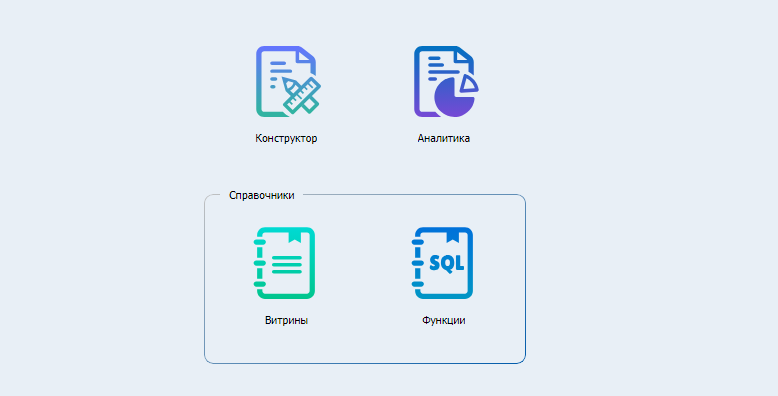 Конструктор
Аналитика
Справочники
SQL
Витрины
Функции